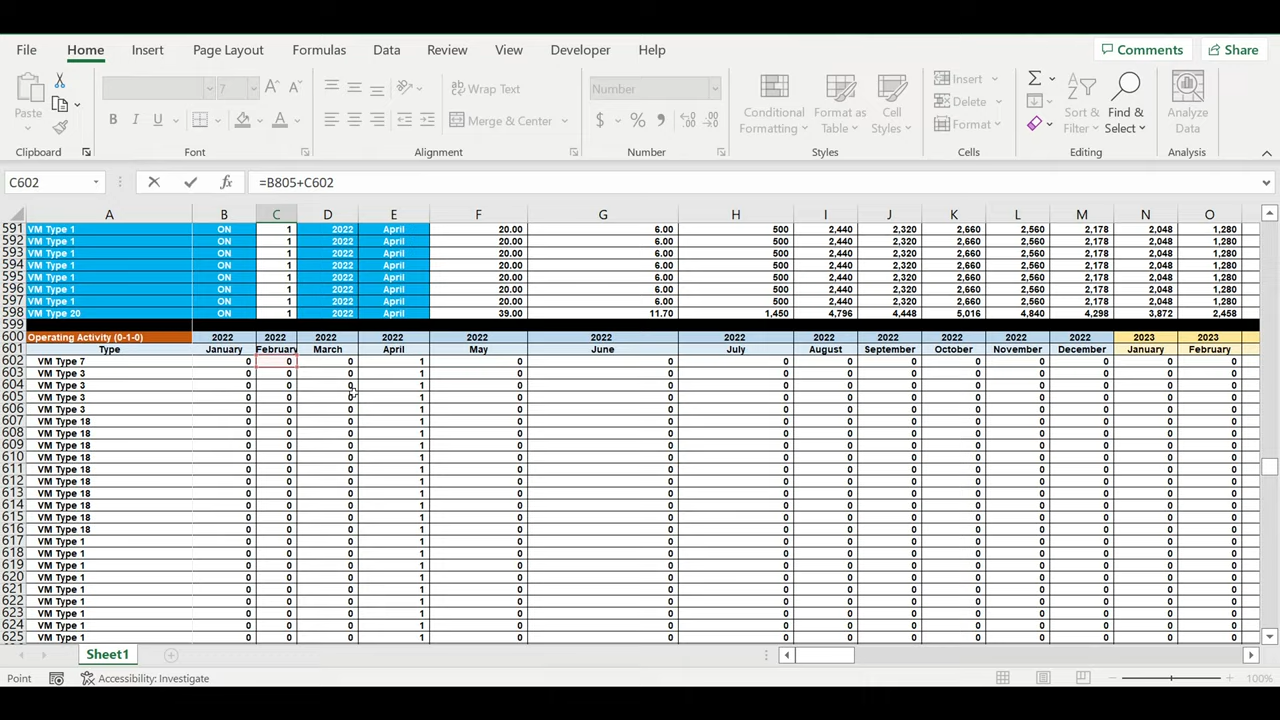 File Home Insert Page Layout Formulas Data Review View Developer Help Comments Share
Paste 7 ab Wrap Text Number Insert Delete Format Conditional Formatting Format as Table Cell Styles Sort & Filter Find & Select Analyze Data
B I U A Merge & Center $ % 9
Clipboard Font Alignment Number Styles Cells Editing Analysis
C602 fx =B805+C602
A B C D E F G H I J K L M N O
591 VM Type 1 ON 1 2022 April 20.00 6.00 500 2,440 2,320 2,660 2,560 2,178 2,048 1,280
592 VM Type 1 ON 1 2022 April 20.00 6.00 500 2,440 2,320 2,660 2,560 2,178 2,048 1,280
593 VM Type 1 ON 1 2022 April 20.00 6.00 500 2,440 2,320 2,660 2,560 2,178 2,048 1,280
594 VM Type 1 ON 1 2022 April 20.00 6.00 500 2,440 2,320 2,660 2,560 2,178 2,048 1,280
595 VM Type 1 ON 1 2022 April 20.00 6.00 500 2,440 2,320 2,660 2,560 2,178 2,048 1,280
596 VM Type 1 ON 1 2022 April 20.00 6.00 500 2,440 2,320 2,660 2,560 2,178 2,048 1,280
597 VM Type 1 ON 1 2022 April 20.00 6.00 500 2,440 2,320 2,660 2,560 2,178 2,048 1,280
598 VM Type 20 ON 1 2022 April 39.00 11.70 1,450 4,796 4,448 5,016 4,840 4,298 3,872 2,458
599
600 Operating Activity (0-1-0) 2022 2022 2022 2022 2022 2022 2022 2022 2022 2022 2022 2022 2023 2023
601 Type January February March April May June July August September October November December January February
602 VM Type 7 0 0 0 1 0 0 0 0 0 0 0 0 0 0
603 VM Type 3 0 0 0 1 0 0 0 0 0 0 0 0 0 0
604 VM Type 3 0 0 0 1 0 0 0 0 0 0 0 0 0 0
605 VM Type 3 0 0 0 1 0 0 0 0 0 0 0 0 0 0
606 VM Type 3 0 0 0 1 0 0 0 0 0 0 0 0 0 0
607 VM Type 18 0 0 0 1 0 0 0 0 0 0 0 0 0 0
608 VM Type 18 0 0 0 1 0 0 0 0 0 0 0 0 0 0
609 VM Type 18 0 0 0 1 0 0 0 0 0 0 0 0 0 0
610 VM Type 18 0 0 0 1 0 0 0 0 0 0 0 0 0 0
611 VM Type 18 0 0 0 1 0 0 0 0 0 0 0 0 0 0
612 VM Type 18 0 0 0 1 0 0 0 0 0 0 0 0 0 0
613 VM Type 18 0 0 0 1 0 0 0 0 0 0 0 0 0 0
614 VM Type 18 0 0 0 1 0 0 0 0 0 0 0 0 0 0
615 VM Type 18 0 0 0 1 0 0 0 0 0 0 0 0 0 0
616 VM Type 18 0 0 0 1 0 0 0 0 0 0 0 0 0 0
617 VM Type 1 0 0 0 1 0 0 0 0 0 0 0 0 0 0
618 VM Type 1 0 0 0 1 0 0 0 0 0 0 0 0 0 0
619 VM Type 1 0 0 0 1 0 0 0 0 0 0 0 0 0 0
620 VM Type 1 0 0 0 1 0 0 0 0 0 0 0 0 0 0
621 VM Type 1 0 0 0 1 0 0 0 0 0 0 0 0 0 0
622 VM Type 1 0 0 0 1 0 0 0 0 0 0 0 0 0 0
623 VM Type 1 0 0 0 1 0 0 0 0 0 0 0 0 0 0
624 VM Type 1 0 0 0 1 0 0 0 0 0 0 0 0 0 0
625 VM Type 1 0 0 0 1 0 0 0 0 0 0 0 0 0 0
Sheet1
Point Accessibility: Investigate 100%